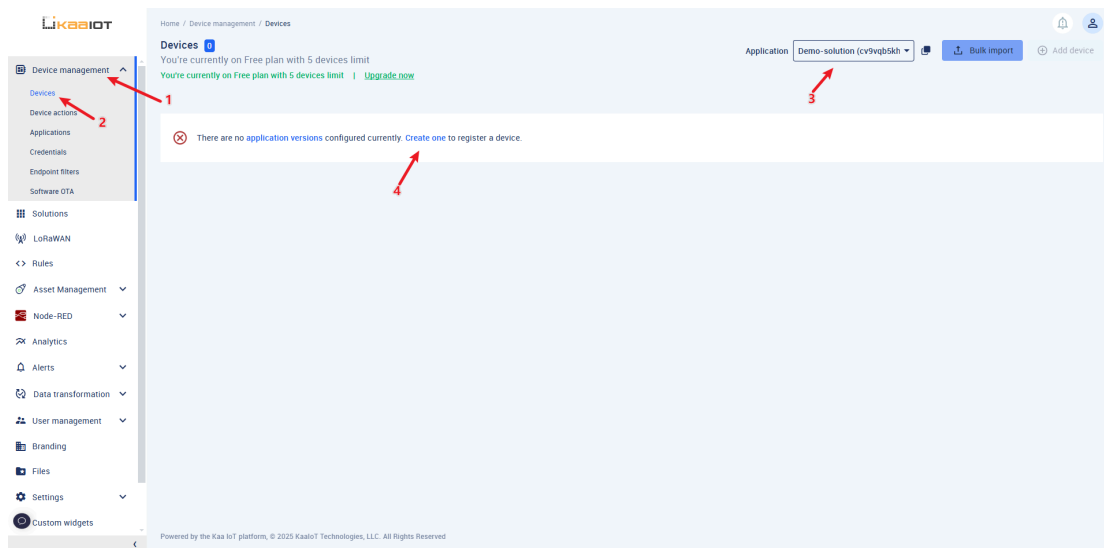 KaaIOT
Home / Device management / Devices
Devices 0
You're currently on Free plan with 5 devices limit
You're currently on Free plan with 5 devices limit | Upgrade now
Application Demo-solution (cv9vqb5kh
Bulk import
Add device
Device management
Devices
Device actions
Applications
Credentials
Endpoint filters
Software OTA
Solutions
LoRaWAN
Rules
Asset Management
Node-RED
Analytics
Alerts
Data transformation
User management
Branding
Files
Settings
Custom widgets
1
2
3
There are no application versions configured currently. Create one to register a device.
4
Powered by the Kaa IoT platform, © 2025 KaaIoT Technologies, LLC. All Rights Reserved